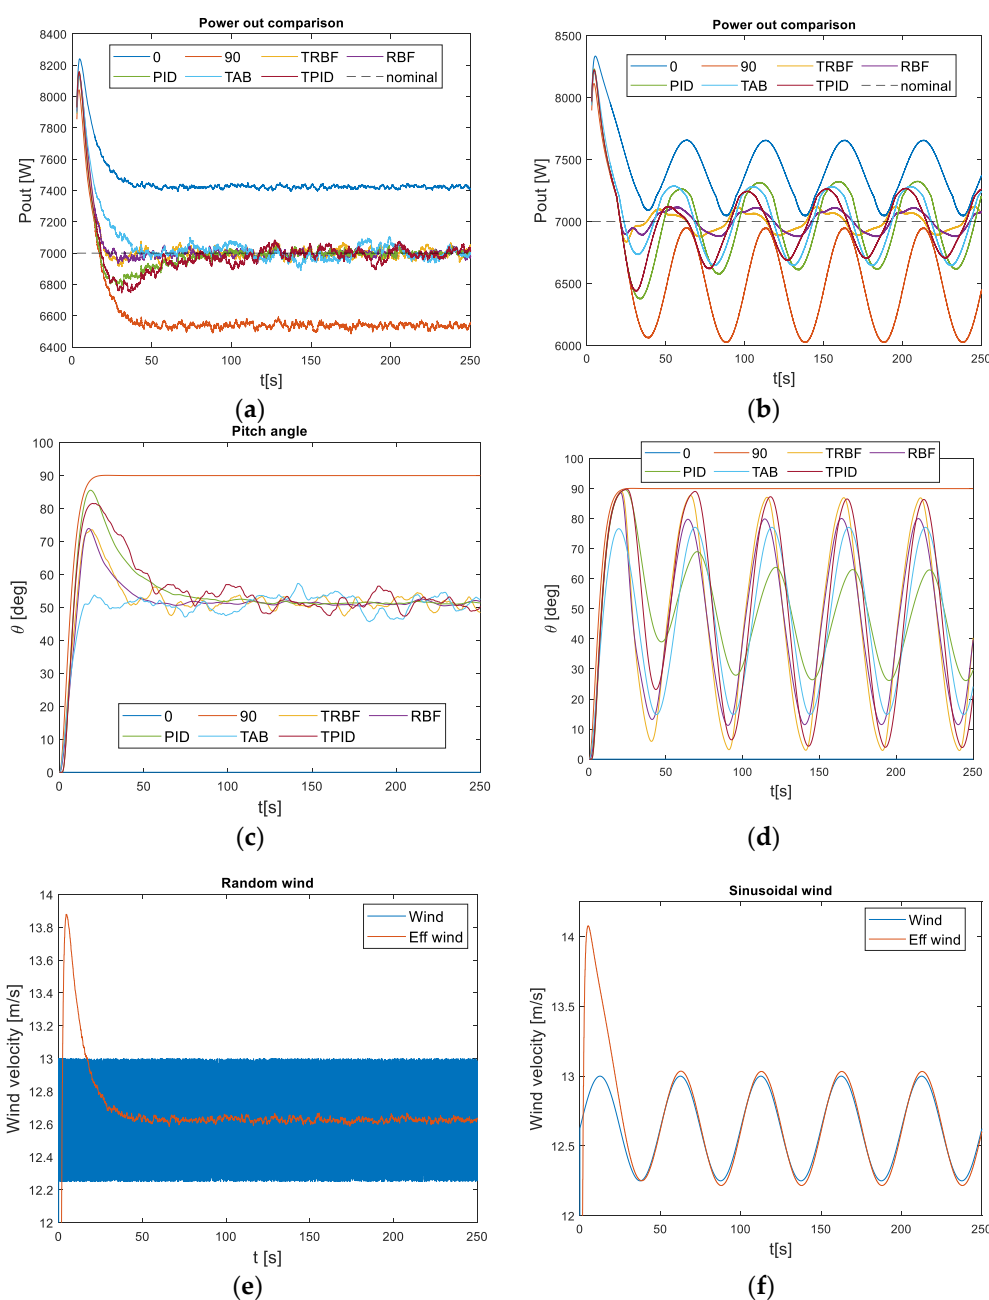 Power out comparison
8400
8200
8000
7800
7600
7400
7200
7000
6800
6600
6400
0 90 TRBF RBF
PID TAB TPID nominal
Pout [W]
0 50 100 150 200 250
t[s]
(a)
Power out comparison
8500
8000
7500
7000
6500
6000
0 90 TRBF RBF
PID TAB TPID nominal
Pout [W]
0 50 100 150 200 250
t[s]
(b)
Pitch angle
100
90
80
70
60
50
40
30
20
10
0
θ [deg]
0 90 TRBF RBF
PID TAB TPID
0 50 100 150 200 250
t[s]
(c)
0 90 TRBF RBF
PID TAB TPID
100
90
80
70
60
50
40
30
20
10
0
θ [deg]
0 50 100 150 200 250
t[s]
(d)
Random wind
14
13.8
13.6
13.4
13.2
13
12.8
12.6
12.4
12.2
12
Wind velocity [m/s]
Wind
Eff wind
0 50 100 150 200 250
t [s]
(e)
Sinusoidal wind
14
13.5
13
12.5
12
Wind velocity [m/s]
Wind
Eff wind
0 50 100 150 200 250
t[s]
(f)